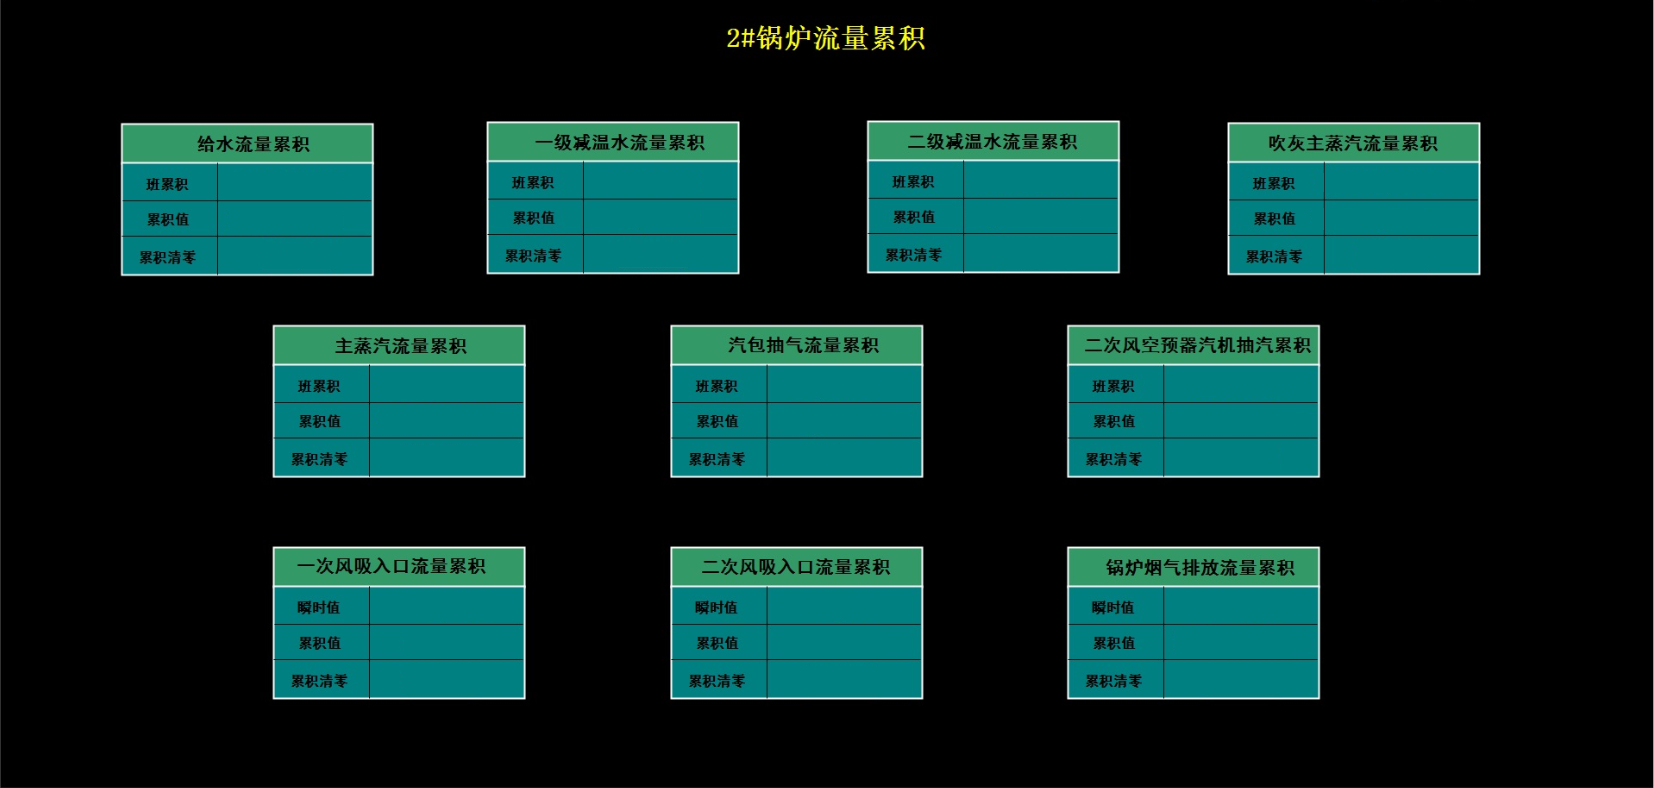 2#锅炉流量累积
给水流量累积
班累积
累积值
累积清零
一级减温水流量累积
班累积
累积值
累积清零
二级减温水流量累积
班累积
累积值
累积清零
吹灰主蒸汽流量累积
班累积
累积值
累积清零
主蒸汽流量累积
班累积
累积值
累积清零
汽包抽气流量累积
班累积
累积值
累积清零
二次风空预器汽机抽汽累积
班累积
累积值
累积清零
一次风吸入口流量累积
瞬时值
累积值
累积清零
二次风吸入口流量累积
瞬时值
累积值
累积清零
锅炉烟气排放流量累积
瞬时值
累积值
累积清零